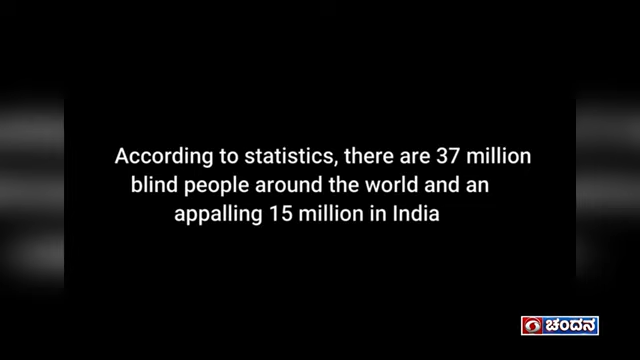 According to statistics, there are 37 million
blind people around the world and an
appalling 15 million in India
ಚಂದನ